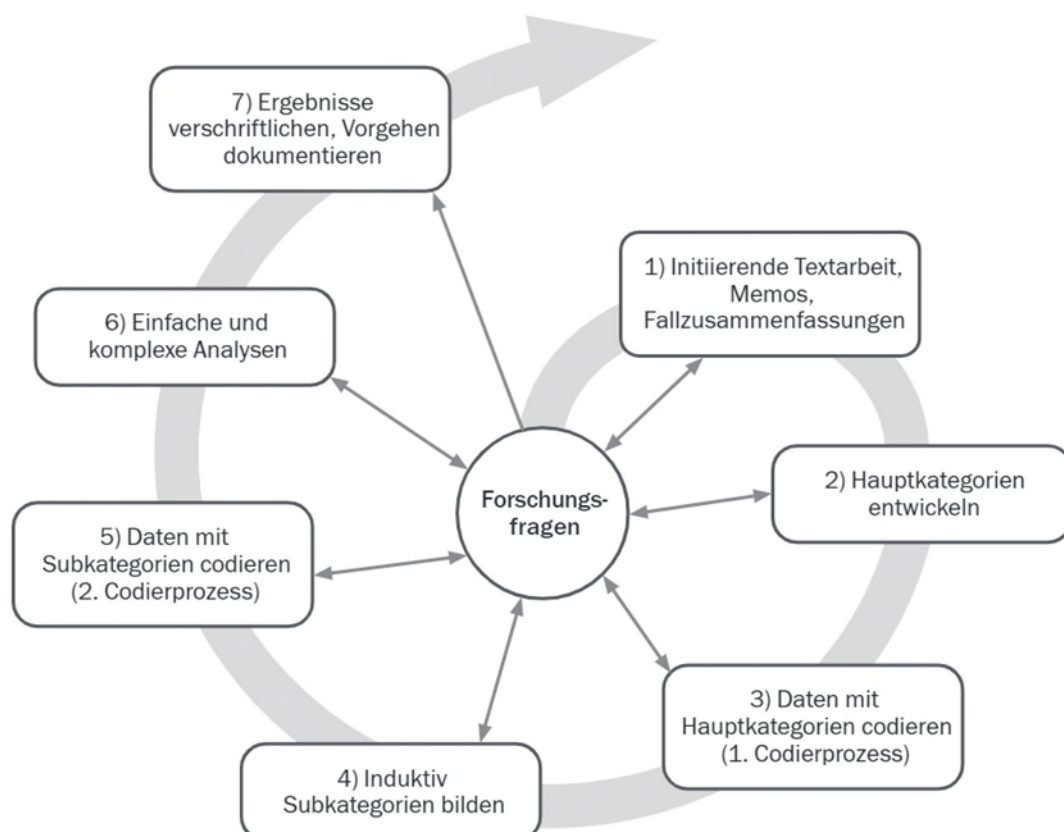 7) Ergebnisse
verschriftlichen, Vorgehen
dokumentieren
1) Initiierende Textarbeit,
Memos,
Fallzusammenfassungen
6) Einfache und
komplexe Analysen
2) Hauptkategorien
entwickeln
Forschungs-
fragen
5) Daten mit
Subkategorien codieren
(2. Codierprozess)
3) Daten mit
Hauptkategorien codieren
(1. Codierprozess)
4) Induktiv
Subkategorien bilden